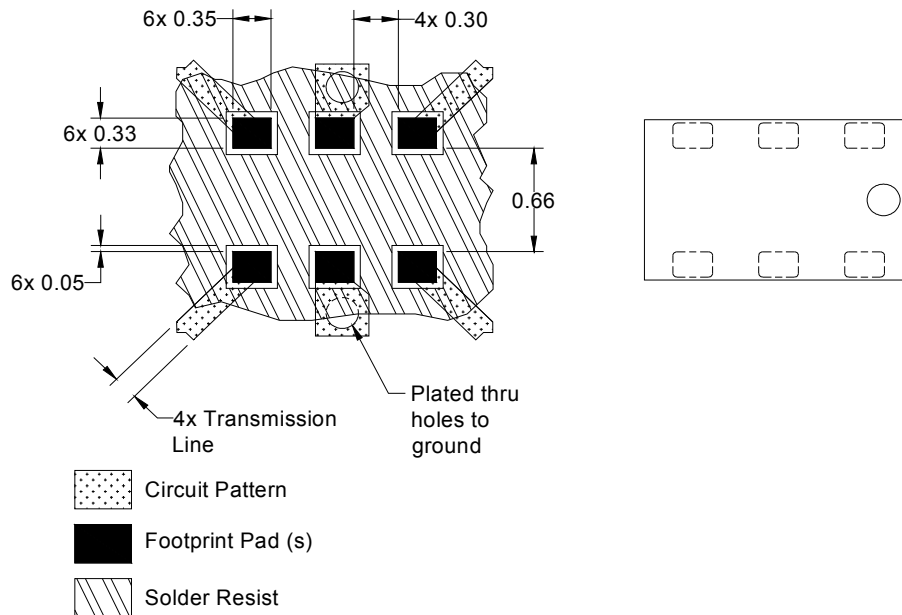 6x 0.35
4x 0.30
6x 0.33
0.66
6x 0.05
4x Transmission
Line
Plated thru
holes to
ground
Circuit Pattern
Footprint Pad (s)
Solder Resist